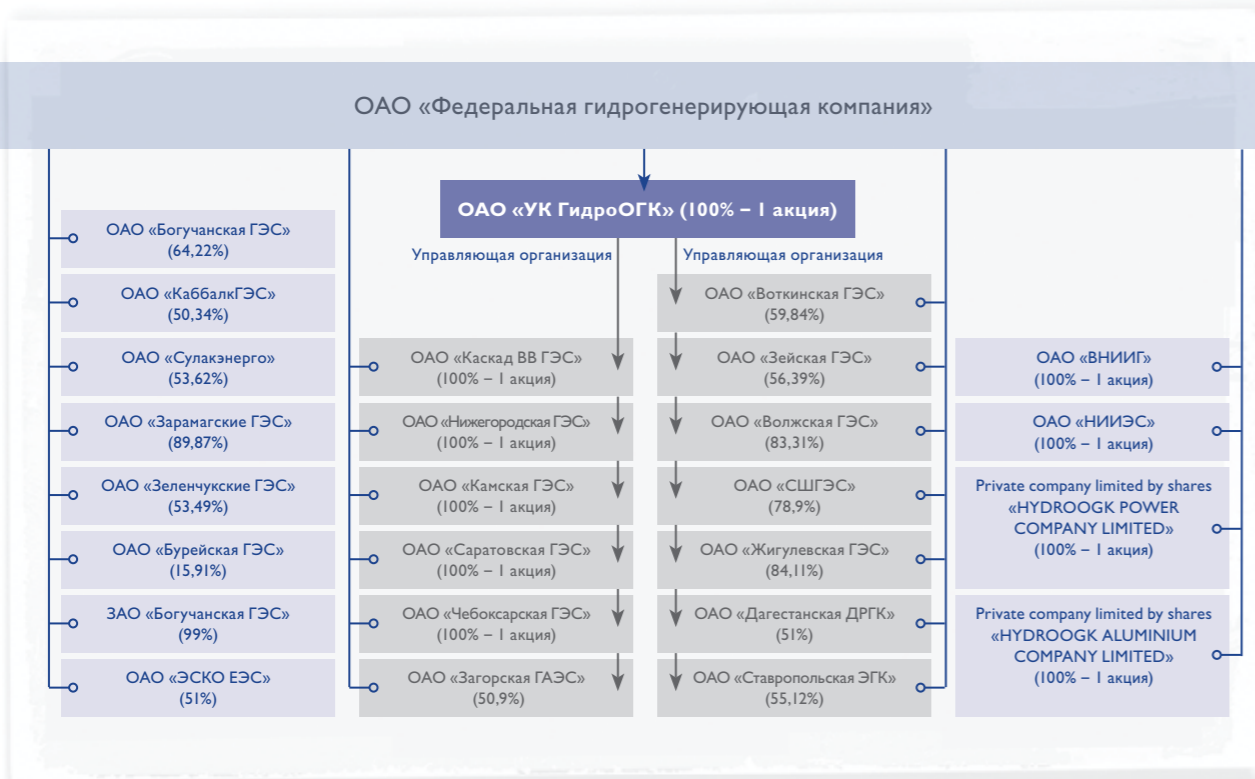 ОАО «Федеральная гидрогенерирующая компания»
ОАО «УК ГидроОГК» (100% – 1 акция)
Управляющая организация
Управляющая организация
ОАО «Богучанская ГЭС»
(64,22%)
ОАО «КаббалкГЭС»
(50,34%)
ОАО «Сулакэнерго»
(53,62%)
ОАО «Зарамагские ГЭС»
(89,87%)
ОАО «Зеленчукские ГЭС»
(53,49%)
ОАО «Бурейская ГЭС»
(15,91%)
ЗАО «Богучанская ГЭС»
(99%)
ОАО «ЭСКО ЕЭС»
(51%)
ОАО «Каскад ВВ ГЭС»
(100% – 1 акция)
ОАО «Нижегородская ГЭС»
(100% – 1 акция)
ОАО «Камская ГЭС»
(100% – 1 акция)
ОАО «Саратовская ГЭС»
(100% – 1 акция)
ОАО «Чебоксарская ГЭС»
(100% – 1 акция)
ОАО «Загорская ГАЭС»
(50,9%)
ОАО «Воткинская ГЭС»
(59,84%)
ОАО «Зейская ГЭС»
(56,39%)
ОАО «Волжская ГЭС»
(83,31%)
ОАО «СШГЭС»
(78,9%)
ОАО «Жигулевская ГЭС»
(84,11%)
ОАО «Дагестанская ДРГК»
(51%)
ОАО «Ставропольская ЭГК»
(55,12%)
ОАО «ВНИИГ»
(100% – 1 акция)
ОАО «НИИЭС»
(100% – 1 акция)
Private company limited by shares
«HYDROOGK POWER
COMPANY LIMITED»
(100% – 1 акция)
Private company limited by shares
«HYDROOGK ALUMINIUM
COMPANY LIMITED»
(100% – 1 акция)